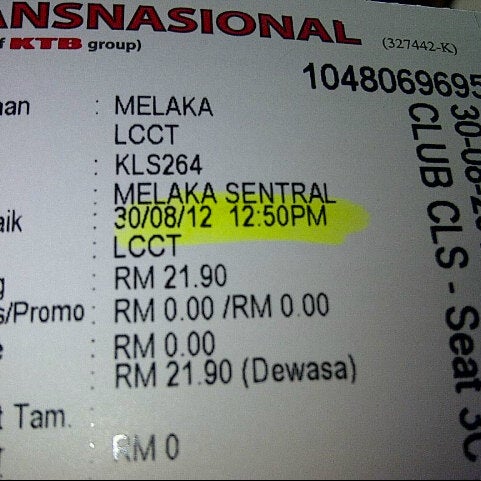 ANSNASIONAL
f KTB group) (327442-K)
1048069695
aan : MELAKA
LCCT
: KLS264
: MELAKA SENTRAL
aik : 30/08/12 12:50PM
: LCCT
g : RM 21.90
s/Promo : RM 0.00 /RM 0.00
e : RM 0.00
: RM 21.90 (Dewasa)
t Tam. :
: RM 0
30-08-2
CLUB CLS - Seat 3C